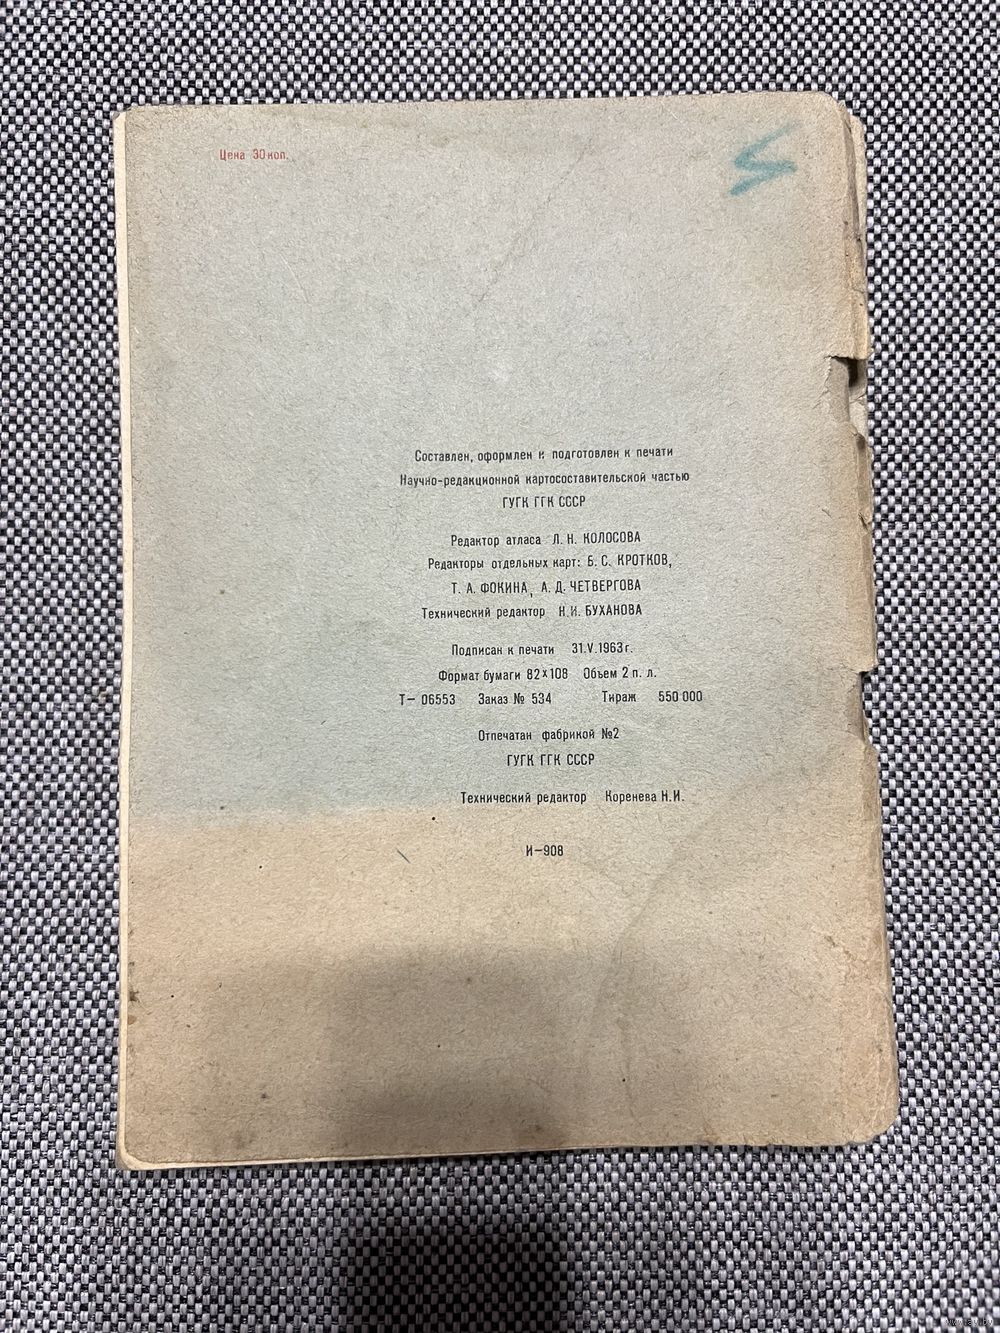 Цена 30 коп.
Составлен, оформлен и подготовлен к печати
Научно-редакционной картосоставительской частью
ГУГК ГГК СССР
Редактор атласа Л. Н. КОЛОСОВА
Редакторы отдельных карт: Б. С. КРОТКОВ,
Т. А. ФОКИНА, А. Д. ЧЕТВЕРГОВА
Технический редактор Н. И. БУХАНОВА
Подписан к печати 31.V.1963г.
Формат бумаги 82×108 Объем 2 п. л.
Т— 06553 Заказ № 534 Тираж 550 000
Отпечатан фабрикой №2
ГУГК ГГК СССР
Технический редактор Коренева Н.И.
И—908